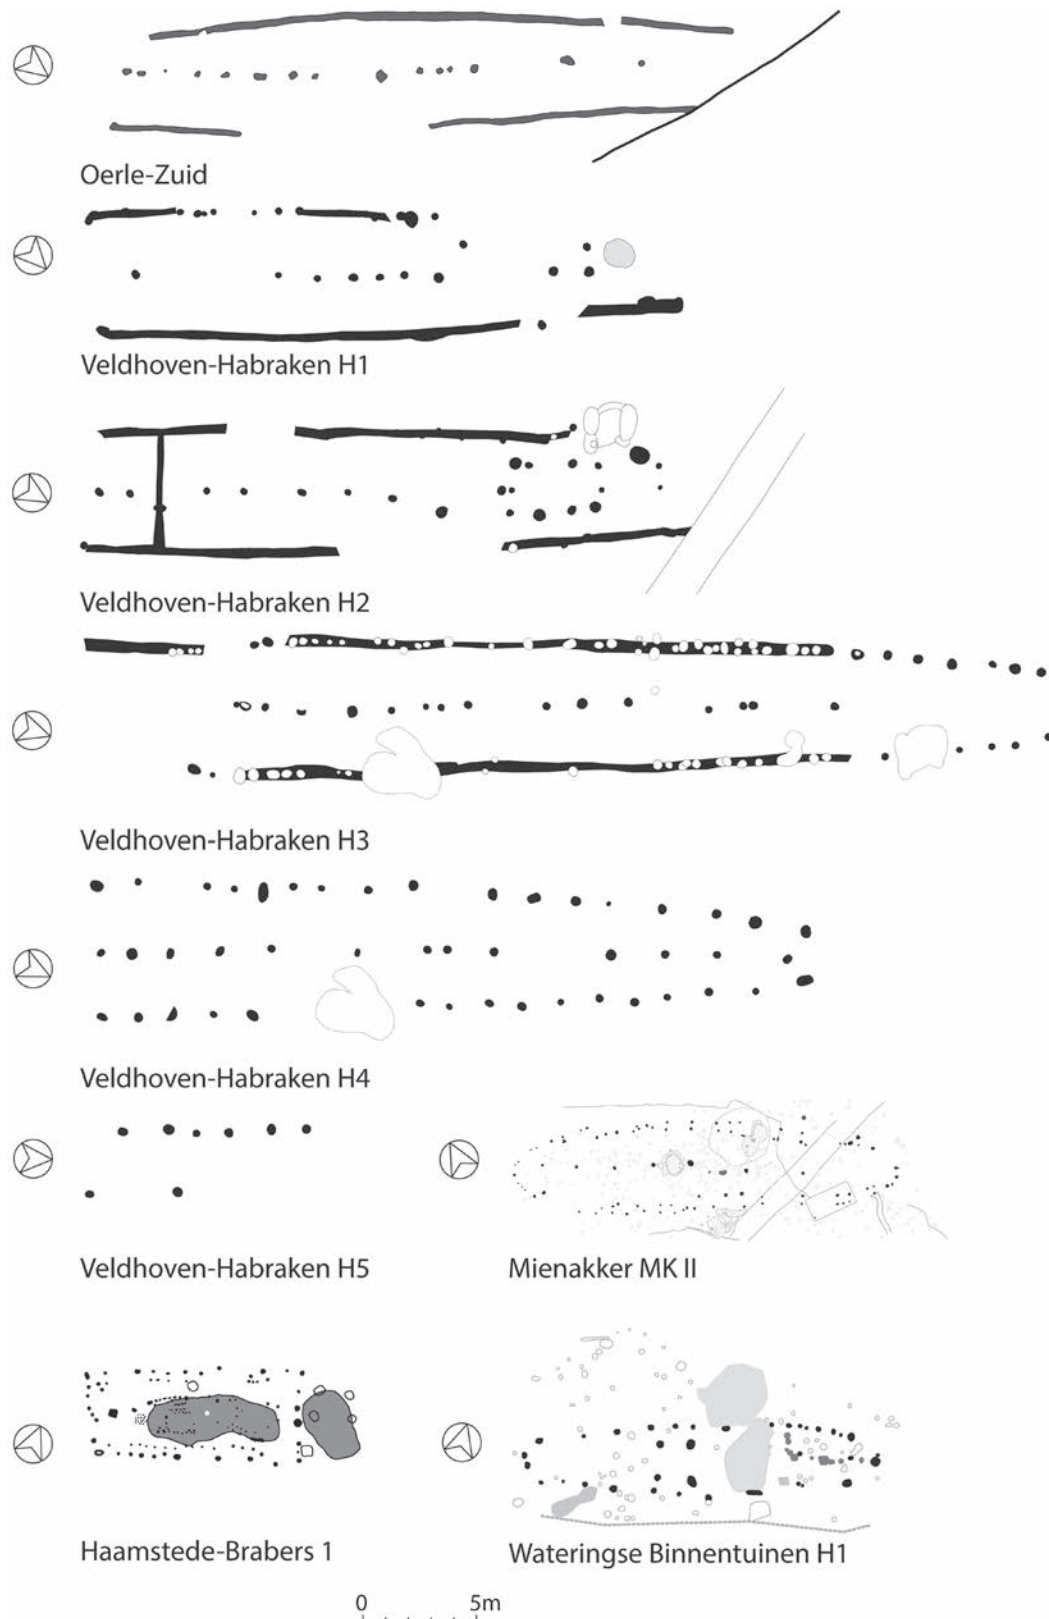 Oerle-Zuid
Veldhoven-Habraken H1
Veldhoven-Habraken H2
Veldhoven-Habraken H3
Veldhoven-Habraken H4
Veldhoven-Habraken H5
Mienakker MK II
Haamstede-Brabers 1
Wateringse Binnentuinen H1
0 5m